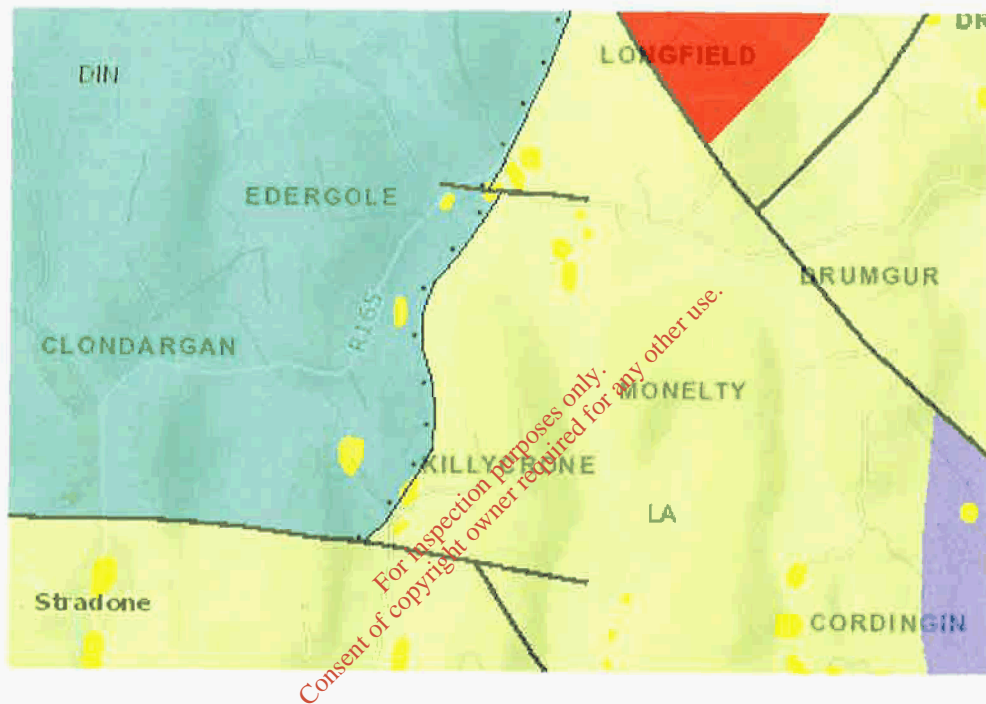 DR
LONGFIELD
DIN
EDERGOLE
DRUMGUR
R165
CLONDARGAN
MONELTY
KILLYCRONE
LA
For inspection purposes only.
Consent of copyright owner required for any other use.
Stradone
CORDINGIN